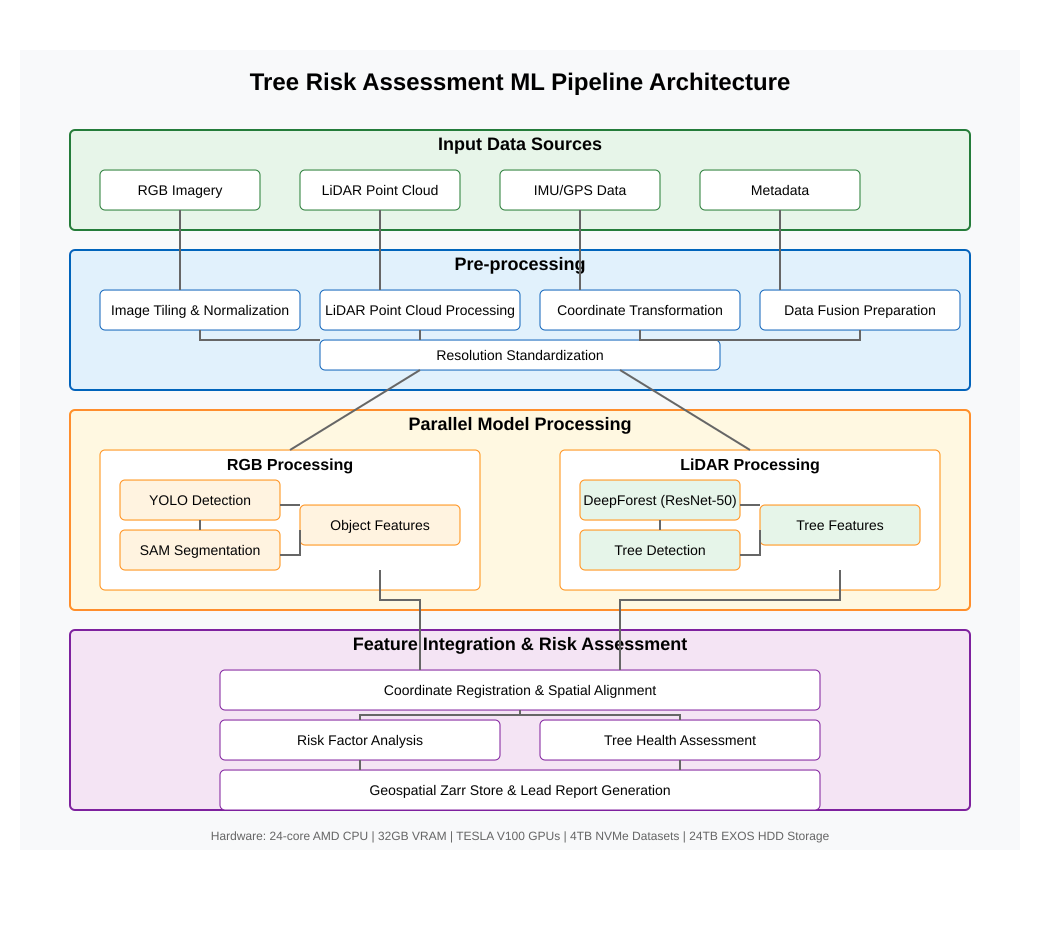 Tree Risk Assessment ML Pipeline Architecture
Input Data Sources
RGB Imagery
LiDAR Point Cloud
IMU/GPS Data
Metadata
Pre-processing
Image Tiling & Normalization
LiDAR Point Cloud Processing
Coordinate Transformation
Data Fusion Preparation
Resolution Standardization
Parallel Model Processing
RGB Processing
YOLO Detection
SAM Segmentation
Object Features
LiDAR Processing
DeepForest (ResNet-50)
Tree Detection
Tree Features
Feature Integration & Risk Assessment
Coordinate Registration & Spatial Alignment
Risk Factor Analysis
Tree Health Assessment
Geospatial Zarr Store & Lead Report Generation
Hardware: 24-core AMD CPU | 32GB VRAM | TESLA V100 GPUs | 4TB NVMe Datasets | 24TB EXOS HDD Storage